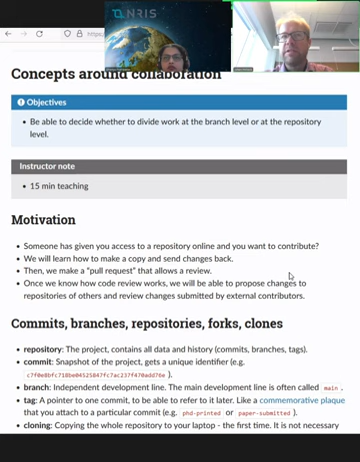 NRIS
https:
Concepts around collaboration
Objectives
• Be able to decide whether to divide work at the branch level or at the repository
level.
Instructor note
• 15 min teaching
Motivation
• Someone has given you access to a repository online and you want to contribute?
• We will learn how to make a copy and send changes back.
• Then, we make a “pull request” that allows a review.
• Once we know how code review works, we will be able to propose changes to
repositories of others and review changes submitted by external contributors.
Commits, branches, repositories, forks, clones
• repository: The project, contains all data and history (commits, branches, tags).
• commit: Snapshot of the project, gets a unique identifier (e.g.
).
• branch: Independent development line. The main development line is often called main .
• tag: A pointer to one commit, to be able to refer to it later. Like a commemorative plaque
that you attach to a particular commit (e.g. phd-printed or paper-submitted ).
• cloning: Copying the whole repository to your laptop - the first time. It is not necessary